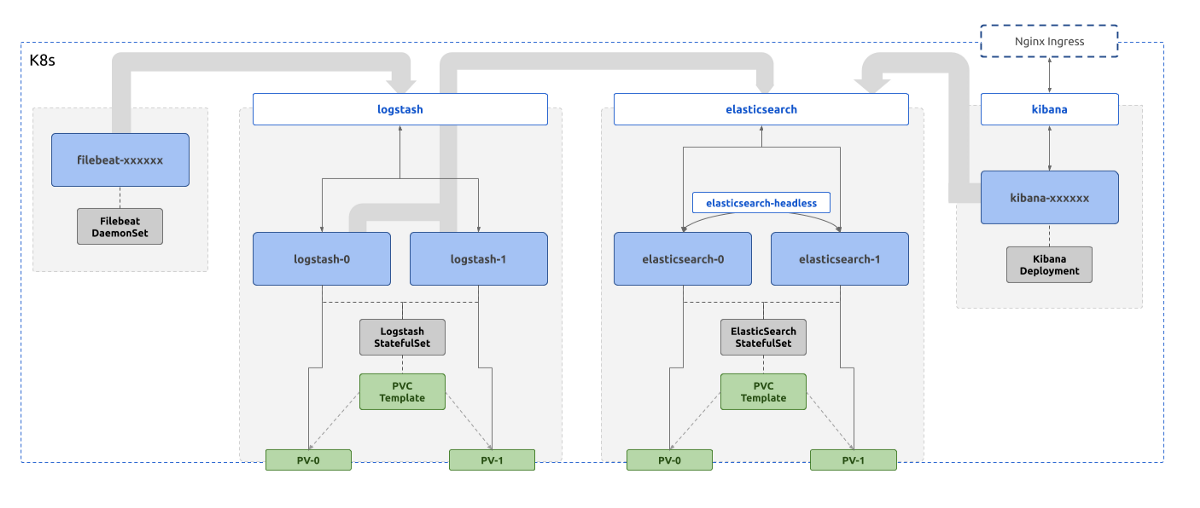 Nginx Ingress
K8s
logstash
elasticsearch
kibana
filebeat-xxxxxx
kibana-xxxxxx
elasticsearch-headless
Filebeat
DaemonSet
logstash-0
logstash-1
elasticsearch-0
elasticsearch-1
Kibana
Deployment
Logstash
StatefulSet
ElasticSearch
StatefulSet
PVC
Template
PVC
Template
PV-0
PV-1
PV-0
PV-1